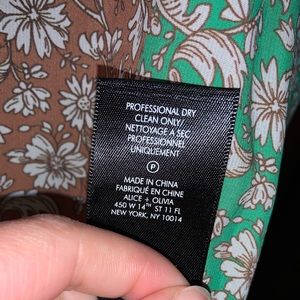 PROFESSIONAL DRY
CLEAN ONLY/
NETTOYAGE A SEC
PROFESSIONNEL
UNIQUEMENT
P
MADE IN CHINA
FABRIQUÉ EN CHINE
ALICE + OLIVIA
450 W 14TH ST 11 FL
NEW YORK, NY 10014